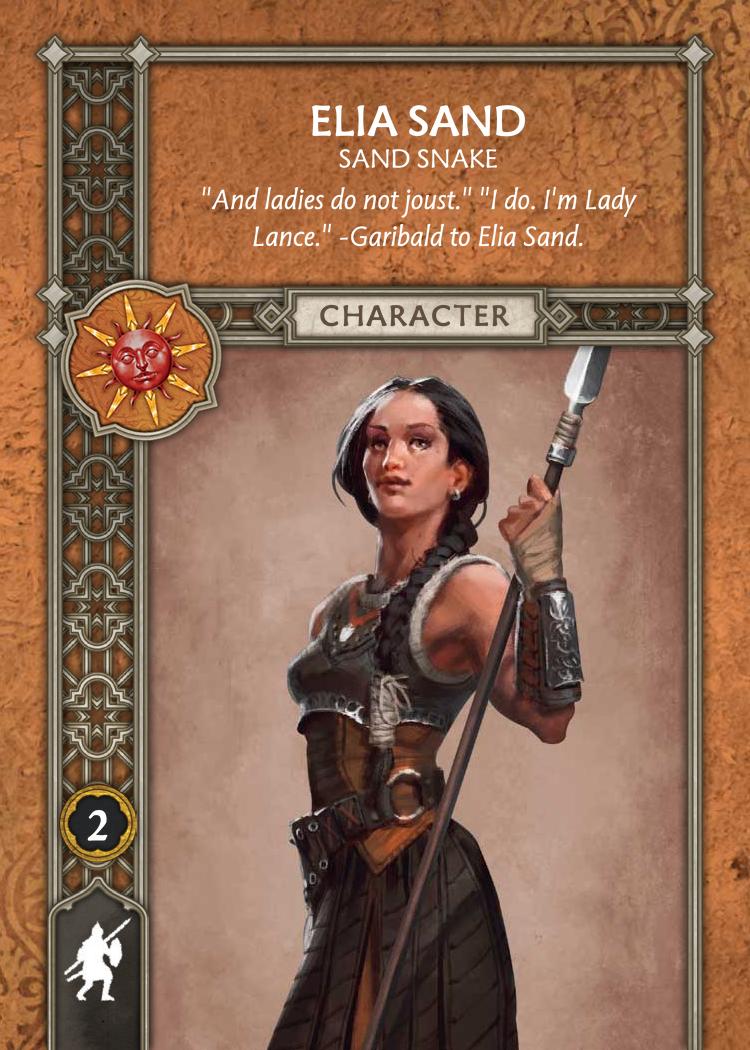 ELIA SAND
SAND SNAKE
"And ladies do not joust." "I do. I'm Lady
Lance." -Garibald to Elia Sand.
CHARACTER
2